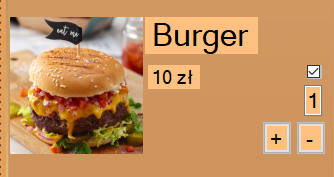 eat me
Burger
10 zł
1
+ -